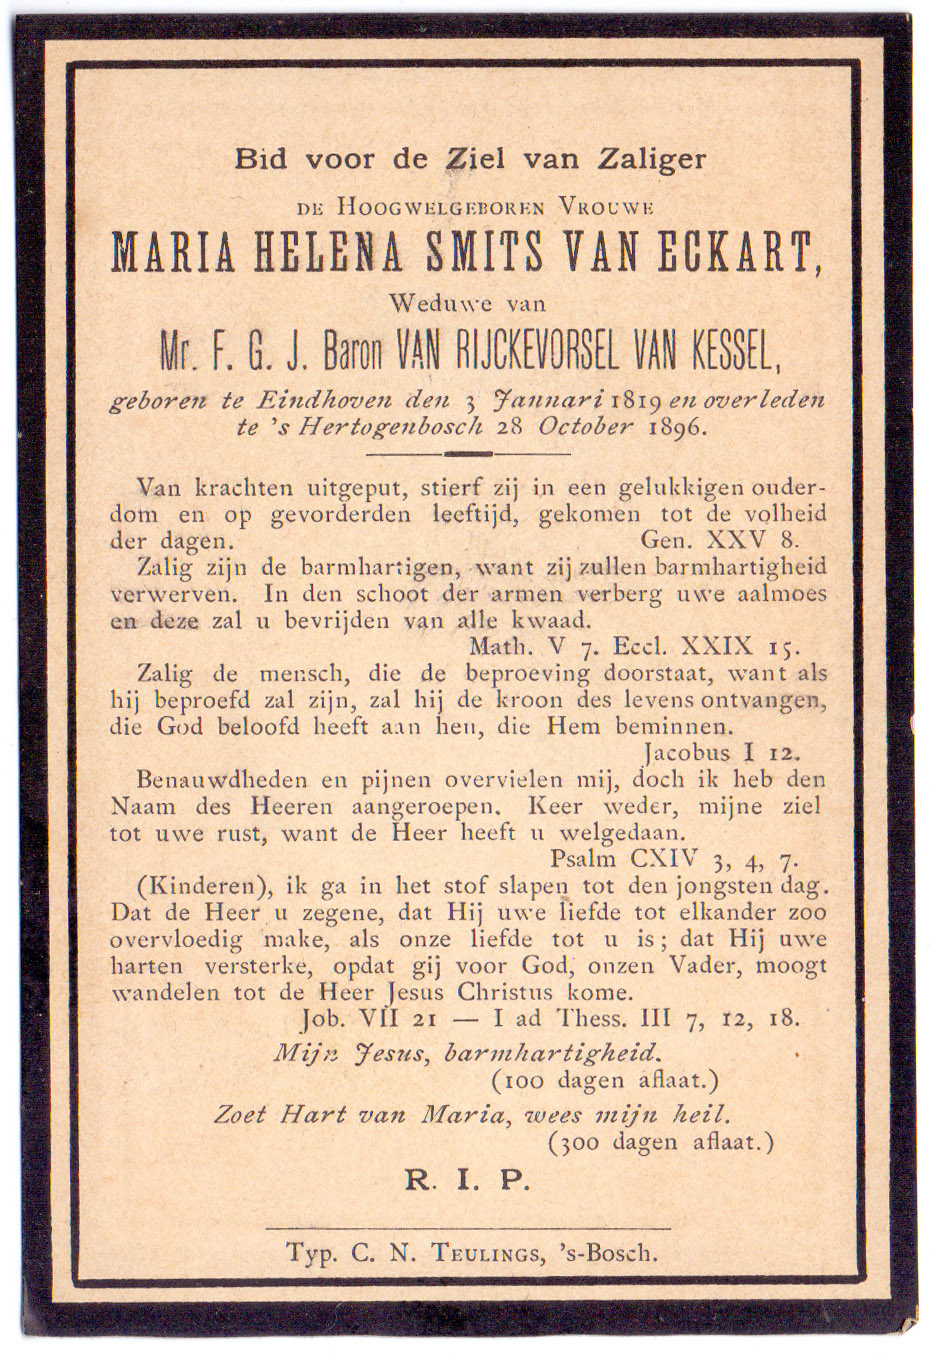 Bid voor de Ziel van Zaliger
DE HOOGWELGEBOREN VROUWE
MARIA HELENA SMITS VAN ECKART,
Weduwe van
Mr. F. G. J. Baron VAN RIJCKEVORSEL VAN KESSEL,
geboren te Eindhoven den 3 Januari 1819 en overleden
te 's Hertogenbosch 28 October 1896.
Van krachten uitgeput, stierf zij in een gelukkigen ouder-
dom en op gevorderden leeftijd, gekomen tot de volheid
der dagen. Gen. XXV 8.
Zalig zijn de barmhartigen, want zij zullen barmhartigheid
verwerven. In den schoot der armen verberg uwe aalmoes
en deze zal u bevrijden van alle kwaad.
Math. V 7. Eccl. XXIX 15.
Zalig de mensch, die de beproeving doorstaat, want als
hij beproefd zal zijn, zal hij de kroon des levens ontvangen,
die God beloofd heeft aan hen, die Hem beminnen.
Jacobus I 12.
Benauwdheden en pijnen overvielen mij, doch ik heb den
Naam des Heeren aangeroepen. Keer weder, mijne ziel
tot uwe rust, want de Heer heeft u welgedaan.
Psalm CXIV 3, 4, 7.
(Kinderen), ik ga in het stof slapen tot den jongsten dag.
Dat de Heer u zegene, dat Hij uwe liefde tot elkander zoo
overvloedig make, als onze liefde tot u is; dat Hij uwe
harten versterke, opdat gij voor God, onzen Vader, moogt
wandelen tot de Heer Jesus Christus kome.
Job. VII 21 — I ad Thess. III 7, 12, 18.
Mijn Jesus, barmhartigheid.
(100 dagen aflaat.)
Zoet Hart van Maria, wees mijn heil.
(300 dagen aflaat.)
R. I. P.
Typ. C. N. TEULINGS, 's-Bosch.